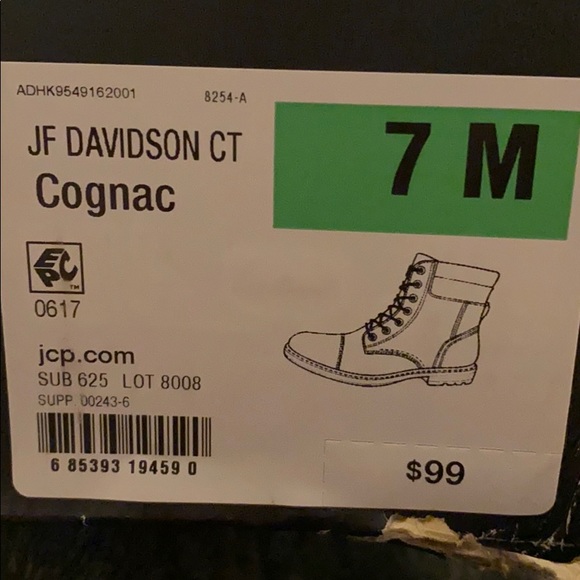 ADHK9549162001 8254-A
JF DAVIDSON CT
7 M
Cognac
EPC™
0617
jcp.com
SUB 625 LOT 8008
SUPP 00243-6
6 85393 19459 0
$99